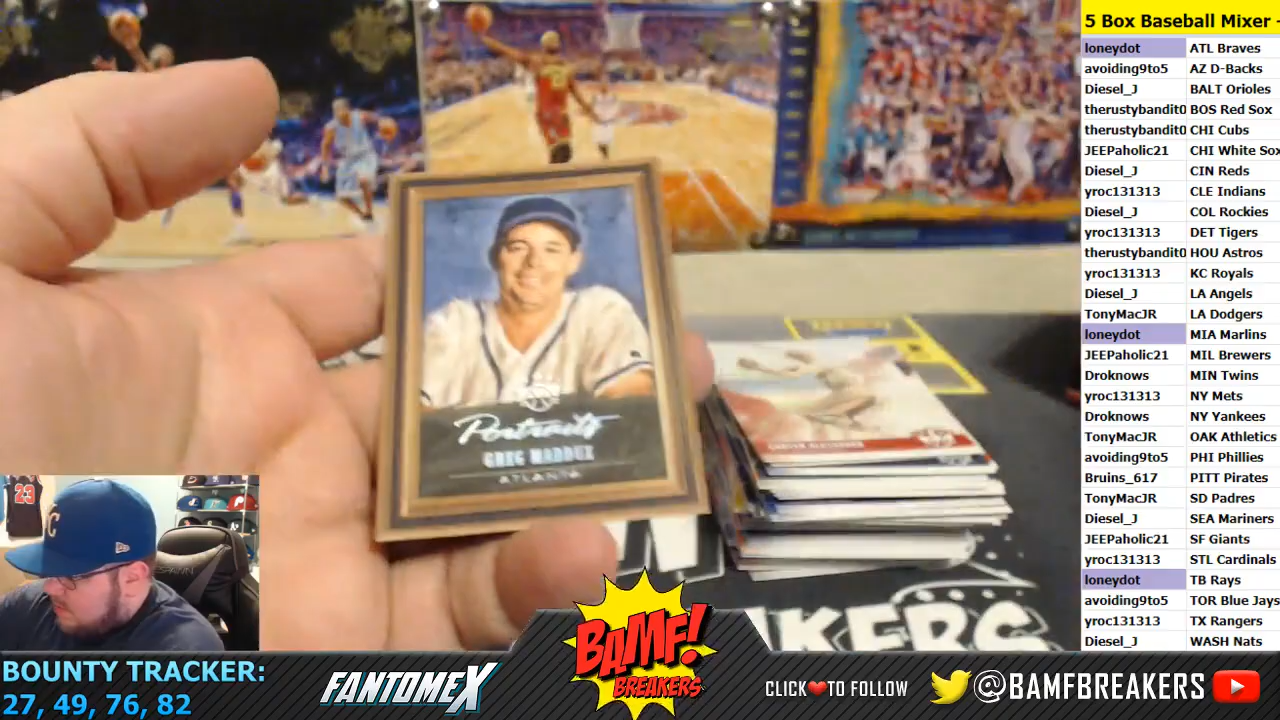 5 Box Baseball Mixer -
loneydot ATL Braves
avoiding9to5 AZ D-Backs
Diesel_J BALT Orioles
therustybandit0 BOS Red Sox
therustybandit0 CHI Cubs
JEEPaholic21 CHI White Sox
Diesel_J CIN Reds
yroc131313 CLE Indians
Diesel_J COL Rockies
yroc131313 DET Tigers
therustybandit0 HOU Astros
yroc131313 KC Royals
Diesel_J LA Angels
TonyMacJR LA Dodgers
loneydot MIA Marlins
JEEPaholic21 MIL Brewers
Droknows MIN Twins
yroc131313 NY Mets
Droknows NY Yankees
TonyMacJR OAK Athletics
avoiding9to5 PHI Phillies
Bruins_617 PITT Pirates
TonyMacJR SD Padres
Diesel_J SEA Mariners
JEEPaholic21 SF Giants
yroc131313 STL Cardinals
loneydot TB Rays
avoiding9to5 TOR Blue Jays
yroc131313 TX Rangers
Diesel_J WASH Nats
Portraits
GREG MADDUX
ATLANTA
23
KERS
BOUNTY TRACKER:
27, 49, 76, 82
FANTOMEX
BAMF!
BREAKERS
CLICK TO FOLLOW
@BAMFBREAKERS